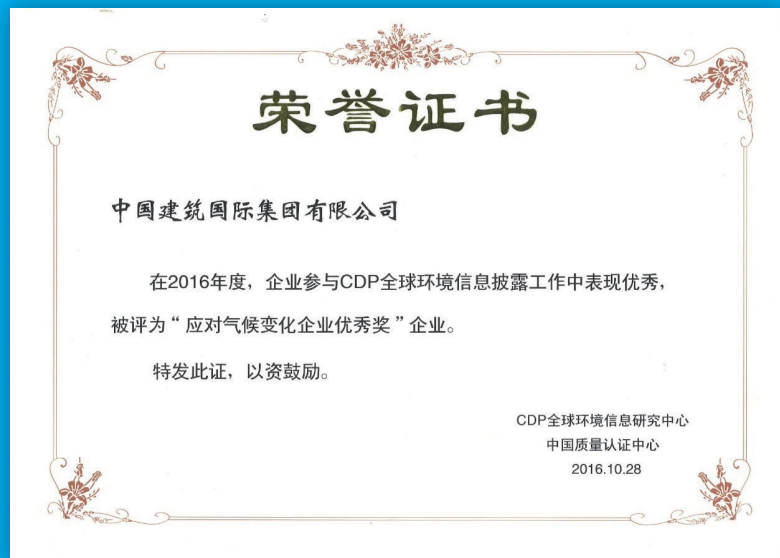 荣誉证书
中国建筑国际集团有限公司
在2016年度，企业参与CDP全球环境信息披露工作中表现优秀，
被评为“应对气候变化企业优秀奖”企业。
特发此证，以资鼓励。
CDP全球环境信息研究中心
中国质量认证中心
2016.10.28